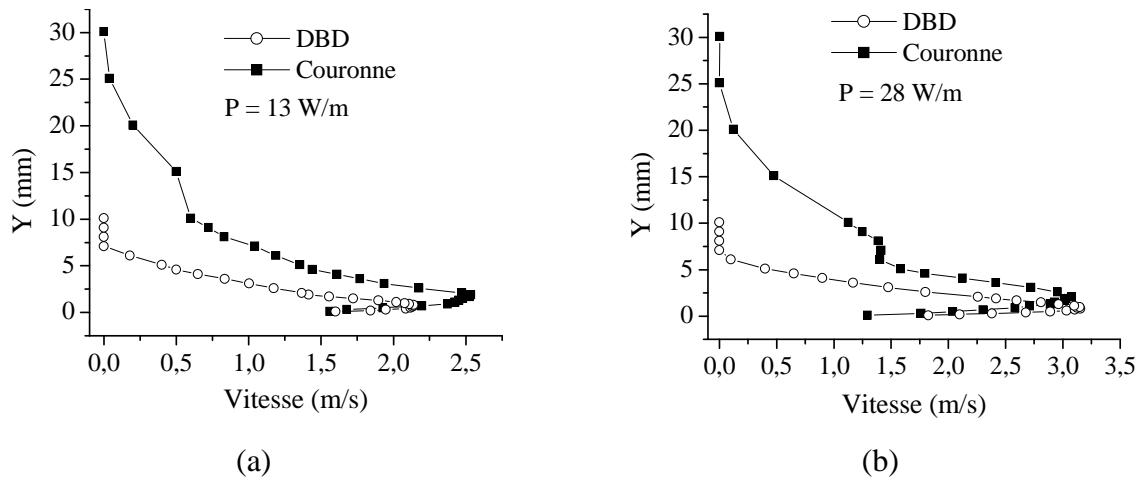 DBD
Couronne
P = 13 W/m
30
25
20
15
10
5
0
Y (mm)
0,0 0,5 1,0 1,5 2,0 2,5
Vitesse (m/s)
(a)
DBD
Couronne
P = 28 W/m
30
25
20
15
10
5
0
Y (mm)
0,0 0,5 1,0 1,5 2,0 2,5 3,0 3,5
Vitesse (m/s)
(b)